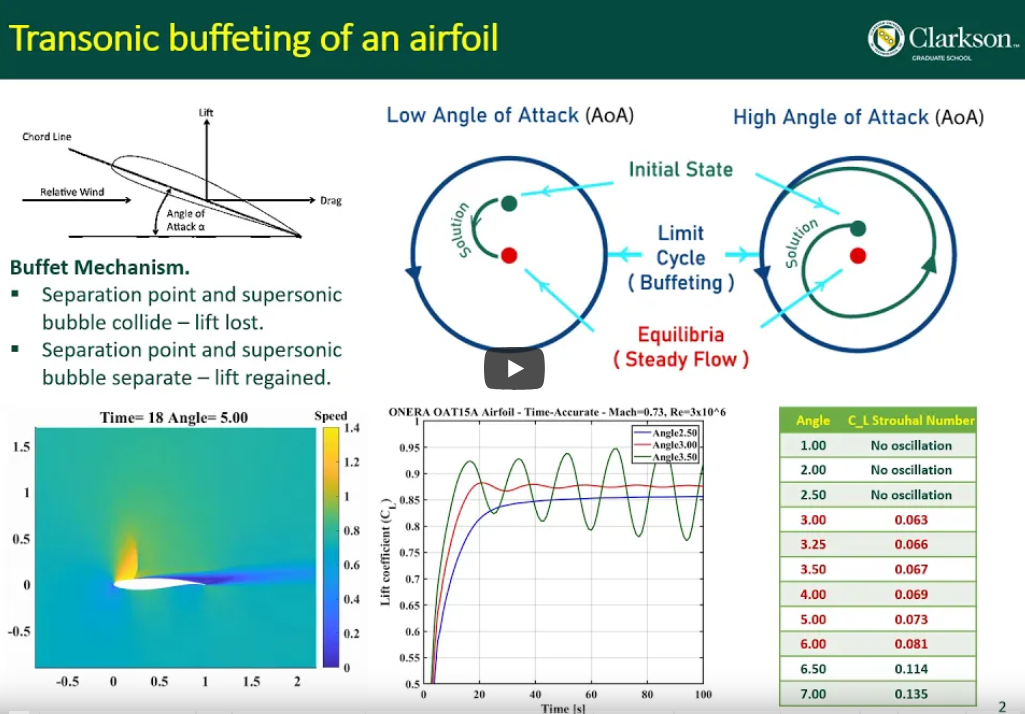 Transonic buffeting of an airfoil
Clarkson
GRADUATE SCHOOL
Lift
Chord Line
Relative Wind
Drag
Angle of
Attack α
Buffet Mechanism.
▪ Separation point and supersonic
bubble collide – lift lost.
▪ Separation point and supersonic
bubble separate – lift regained.
Low Angle of Attack (AoA)
High Angle of Attack (AoA)
Initial State
Solution
Solution
Limit
Cycle
( Buffeting )
Equilibria
( Steady Flow )
Time= 18 Angle= 5.00
Speed
1.4
1.2
1
0.8
0.6
0.4
0.2
0
1.5
1
0.5
0
-0.5
-0.5 0 0.5 1 1.5 2
ONERA OAT15A Airfoil - Time-Accurate - Mach=0.73, Re=3x10^6
Angle2.50
Angle3.00
Angle3.50
Lift coefficient (C_L)
1
0.95
0.9
0.85
0.8
0.75
0.7
0.65
0.6
0.55
0.5
0 20 40 60 80 100
Time [s]
Angle C_L Strouhal Number
1.00 No oscillation
2.00 No oscillation
2.50 No oscillation
3.00 0.063
3.25 0.066
3.50 0.067
4.00 0.069
5.00 0.073
6.00 0.081
6.50 0.114
7.00 0.135
2